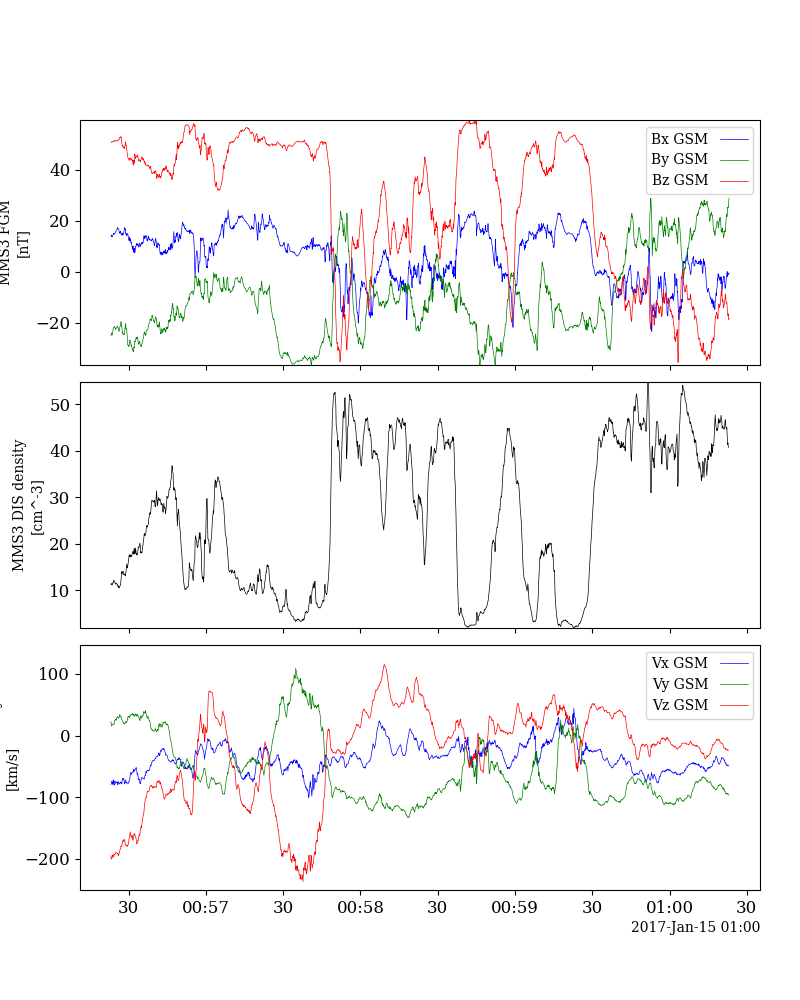 MMS3 FGM
[nT]
40
20
0
−20
Bx GSM
By GSM
Bz GSM
MMS3 DIS density
[cm^-3]
50
40
30
20
10
[km/s]
100
0
−100
−200
Vx GSM
Vy GSM
Vz GSM
30
00:57
30
00:58
30
00:59
30
01:00
30
2017-Jan-15 01:00